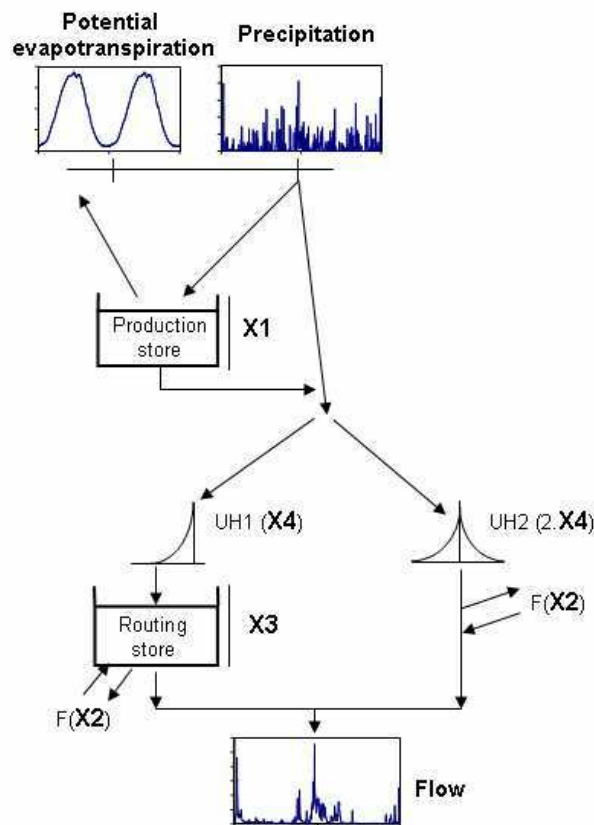 Potential
evapotranspiration
Precipitation
Production
store
X1
UH1 (X4)
UH2 (2.X4)
Routing
store
X3
F(X2)
F(X2)
Flow